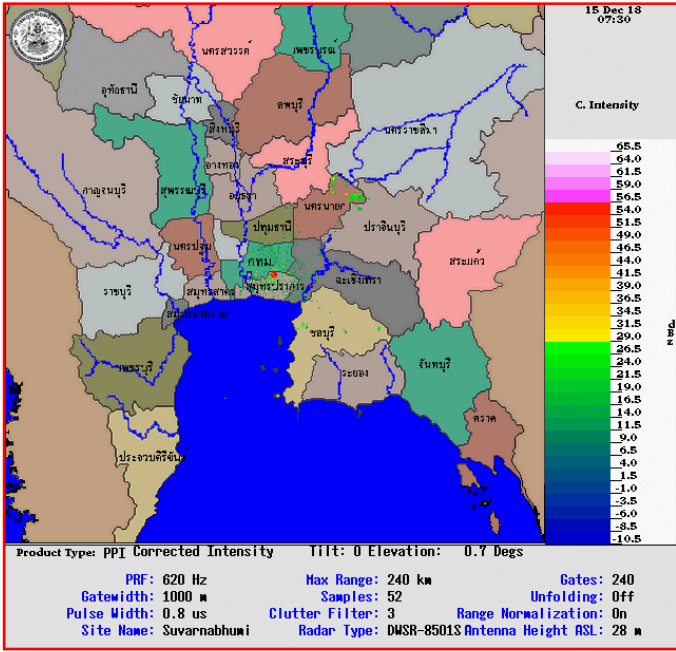 15 Dec 18
07:30
C. Intensity
65.5
64.0
61.5
59.0
56.5
54.0
51.5
49.0
46.5
44.0
41.5
39.0
36.5
34.0
31.5
29.0
26.5
24.0
21.5
19.0
16.5
14.0
11.5
9.0
6.5
4.0
1.5
-1.0
-3.5
-6.0
-8.5
-10.5
นครสวรรค์
เพชรบูรณ์
อุทัยธานี
ชัยนาท
ลพบุรี
สิงหบุรี
นครราชสีมา
อ่างทอง
สระบุรี
กาญจนบุรี
สุพรรณบุรี
อยุธยา
นครนายก
ปทุมธานี
ปราจีนบุรี
นครปฐม
กทม.
สระแก้ว
ราชบุรี
สมุทรสาคร
สมุทรปราการ
ฉะเชิงเทรา
สมุทรสงคราม
ชลบุรี
เพชรบุรี
ระยอง
จันทบุรี
ตราด
ประจวบคีรีขันธ์
Product Type: PPI Corrected Intensity Tilt: 0 Elevation: 0.7 Degs
PRF: 620 Hz Max Range: 240 km Gates: 240
Gatewidth: 1000 m Samples: 52 Unfolding: Off
Pulse Width: 0.8 us Clutter Filter: 3 Range Normalization: On
Site Name: Suvarnabhumi Radar Type: DWSR-8501S Antenna Height ASL: 28 m